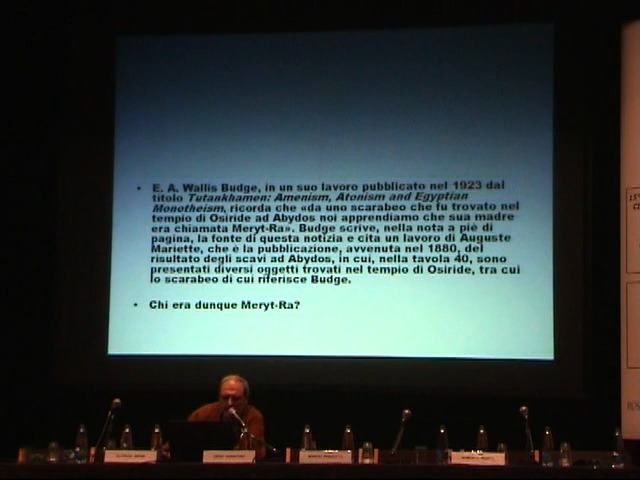 • E. A. Wallis Budge, in un suo lavoro pubblicato nel 1923 dal
titolo Tutankhamen: Amenism, Atonism and Egyptian
Monotheism, ricorda che «da uno scarabeo che fu trovato nel
tempio di Osiride ad Abydos noi apprendiamo che sua madre
era chiamata Meryt-Ra». Budge scrive, nella nota a piè di
pagina, la fonte di questa notizia e cita un lavoro di Auguste
Mariette, che è la pubblicazione, avvenuta nel 1880, del
risultato degli scavi ad Abydos, in cui, nella tavola 40, sono
presentati diversi oggetti trovati nel tempio di Osiride, tra cui
lo scarabeo di cui riferisce Budge.
• Chi era dunque Meryt-Ra?